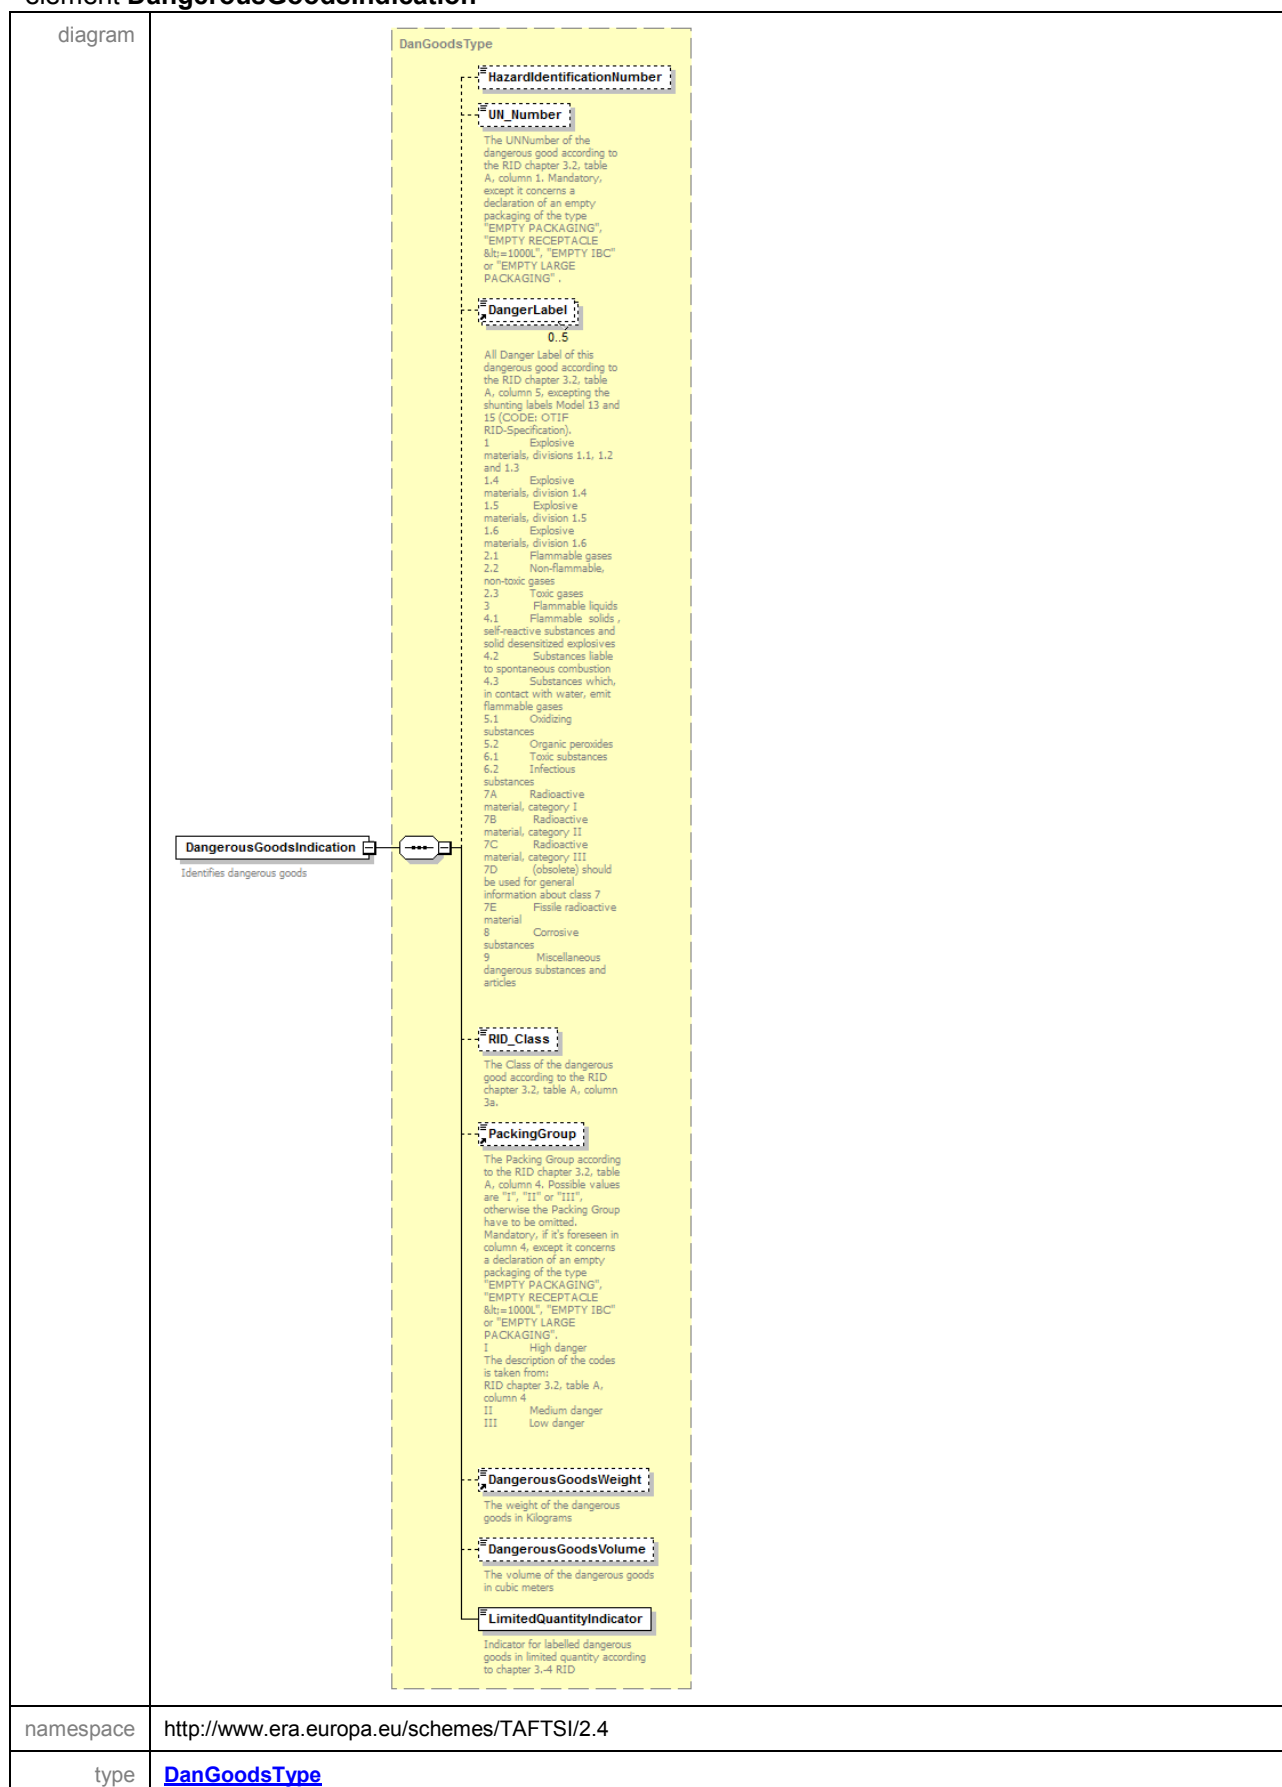 element DangerousGoodsIndication
diagram
DanGoodsType
HazardIdentificationNumber
UN_Number
The UNNumber of the
dangerous good according to
the RID chapter 3.2, table
A, column 1. Mandatory,
except it concerns a
declaration of an empty
packaging of the type
"EMPTY PACKAGING",
"EMPTY RECEPTACLE
&lt;=1000L", "EMPTY IBC"
or "EMPTY LARGE
PACKAGING" .
DangerLabel
0..5
All Danger Label of this
dangerous good according to
the RID chapter 3.2, table
A, column 5, excepting the
shunting labels Model 13 and
15 (CODE: OTIF
RID-Specification).
1 Explosive
materials, divisions 1.1, 1.2
and 1.3
1.4 Explosive
materials, division 1.4
1.5 Explosive
materials, division 1.5
1.6 Explosive
materials, division 1.6
2.1 Flammable gases
2.2 Non-flammable,
non-toxic gases
2.3 Toxic gases
3 Flammable liquids
4.1 Flammable solids ,
self-reactive substances and
solid desensitized explosives
4.2 Substances liable
to spontaneous combustion
4.3 Substances which,
in contact with water, emit
flammable gases
5.1 Oxidizing
substances
5.2 Organic peroxides
6.1 Toxic substances
6.2 Infectious
substances
7A Radioactive
material, category I
7B Radioactive
material, category II
7C Radioactive
material, category III
7D (obsolete) should
be used for general
information about class 7
7E Fissile radioactive
material
8 Corrosive
substances
9 Miscellaneous
dangerous substances and
articles
DangerousGoodsIndication
Identifies dangerous goods
RID_Class
The Class of the dangerous
good according to the RID
chapter 3.2, table A, column
3a.
PackingGroup
The Packing Group according
to the RID chapter 3.2, table
A, column 4. Possible values
are "I", "II" or "III",
otherwise the Packing Group
have to be omitted.
Mandatory, if it's foreseen in
column 4, except it concerns
a declaration of an empty
packaging of the type
"EMPTY PACKAGING",
"EMPTY RECEPTACLE
&lt;=1000L", "EMPTY IBC"
or "EMPTY LARGE
PACKAGING".
I High danger
The description of the codes
is taken from:
RID chapter 3.2, table A,
column 4
II Medium danger
III Low danger
DangerousGoodsWeight
The weight of the dangerous
goods in Kilograms
DangerousGoodsVolume
The volume of the dangerous goods
in cubic meters
LimitedQuantityIndicator
Indicator for labelled dangerous
goods in limited quantity according
to chapter 3.-4 RID
namespace http://www.era.europa.eu/schemes/TAFTSI/2.4
type DanGoodsType